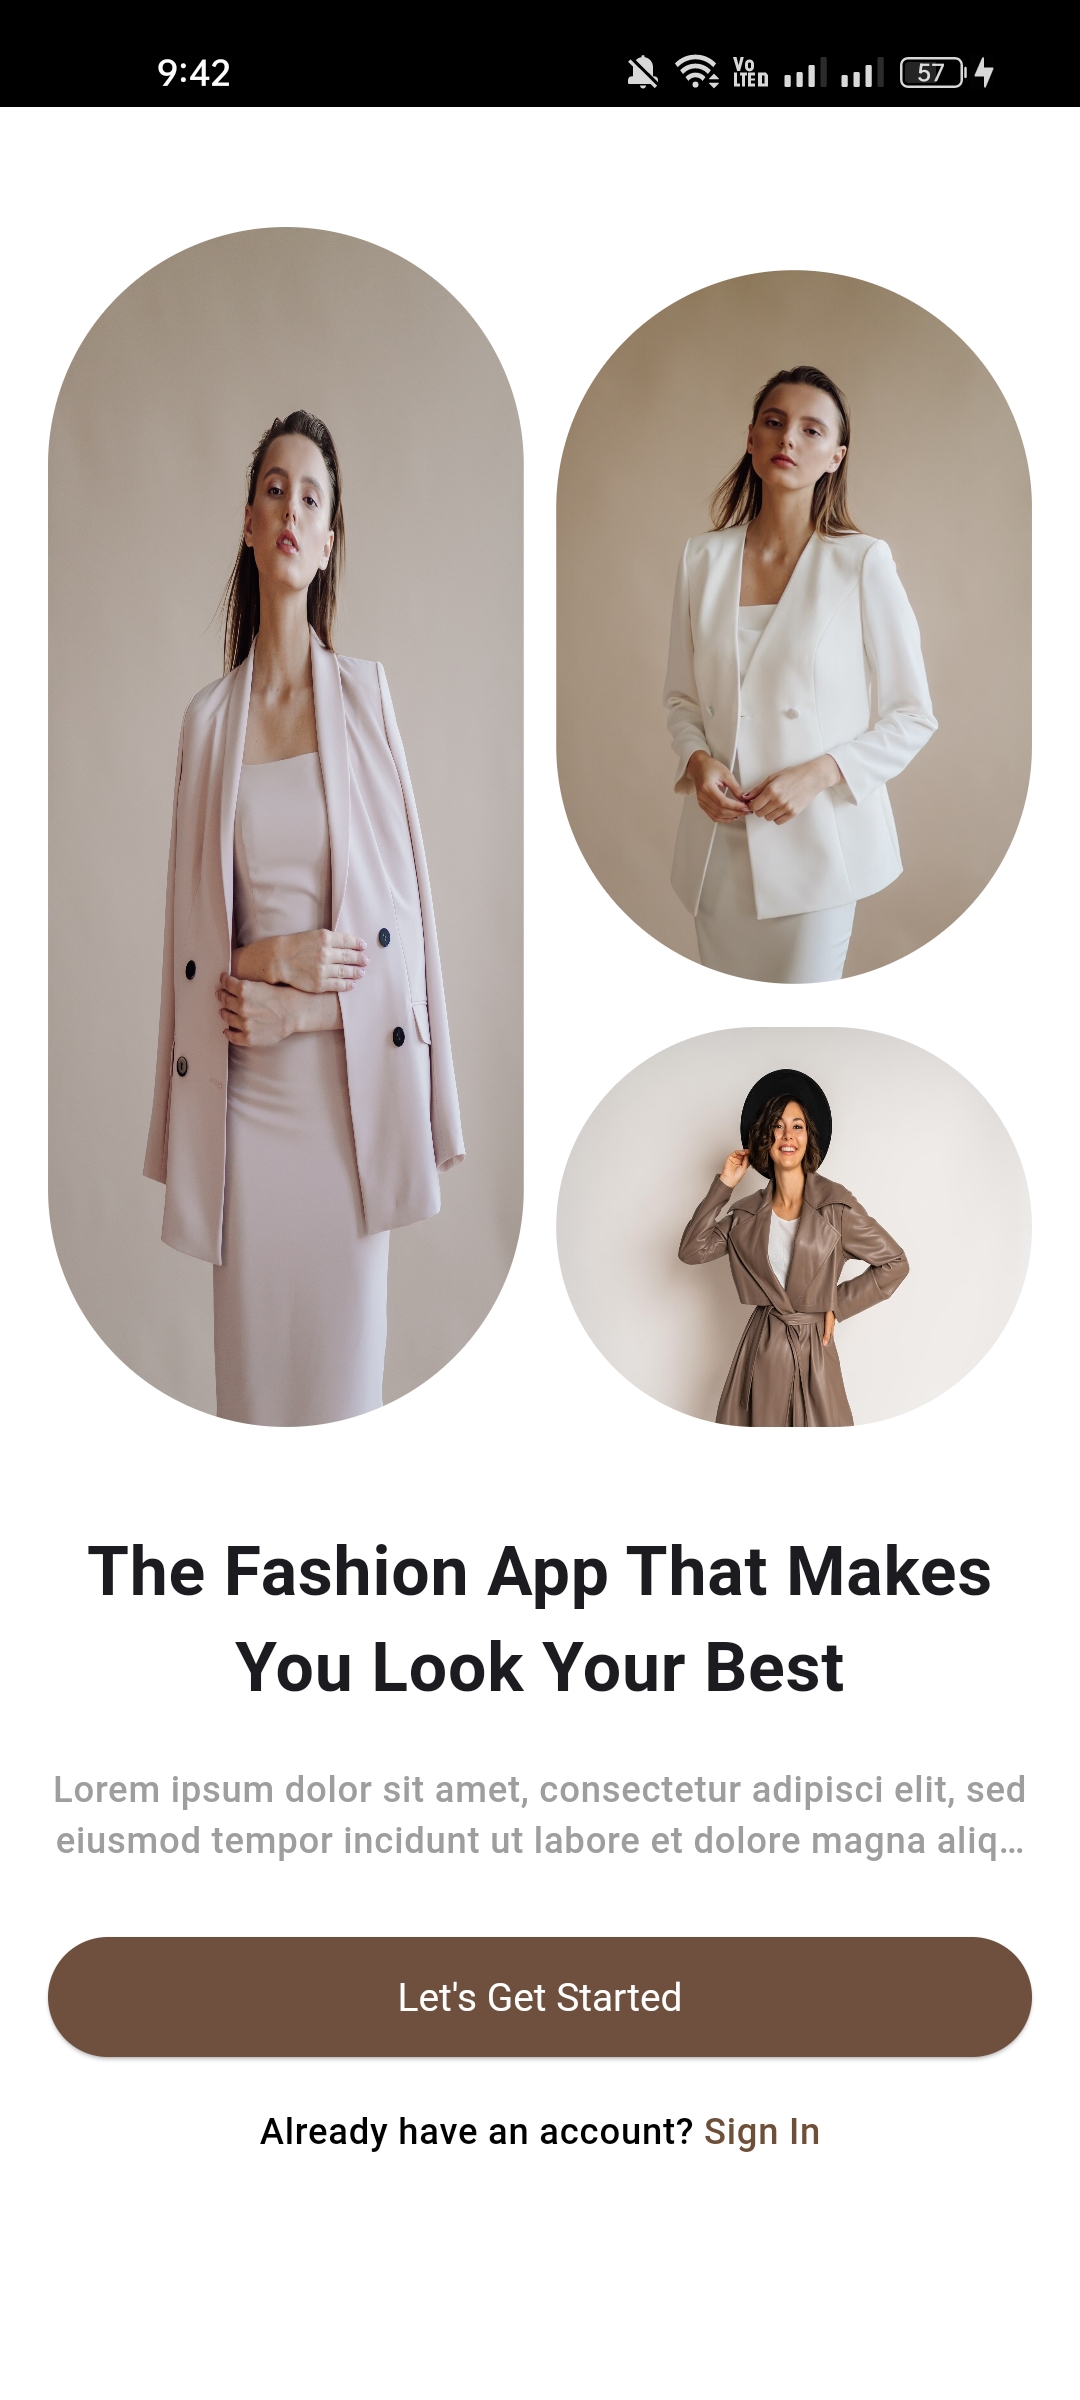 9:42
Vo
LTED
57
The Fashion App That Makes
You Look Your Best
Lorem ipsum dolor sit amet, consectetur adipisci elit, sed
eiusmod tempor incidunt ut labore et dolore magna aliq...
Let's Get Started
Already have an account? Sign In